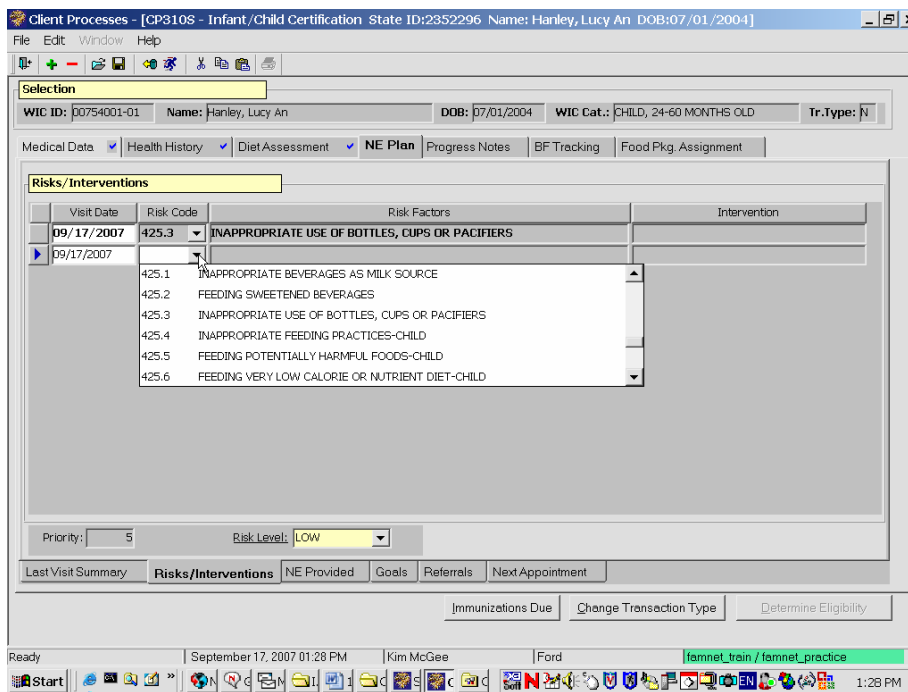 Client Processes - [CP310S - Infant/Child Certification State ID:2352296 Name: Hanley, Lucy An DOB:07/01/2004]
File Edit Window Help
Selection
WIC ID: 00754001-01 Name: Hanley, Lucy An DOB: 07/01/2004 WIC Cat.: CHILD, 24-60 MONTHS OLD Tr.Type: N
Medical Data Health History Diet Assessment NE Plan Progress Notes BF Tracking Food Pkg. Assignment
Risks/Interventions
Visit Date Risk Code Risk Factors Intervention
09/17/2007 425.3 INAPPROPRIATE USE OF BOTTLES, CUPS OR PACIFIERS
09/17/2007
425.1 INAPPROPRIATE BEVERAGES AS MILK SOURCE
425.2 FEEDING SWEETENED BEVERAGES
425.3 INAPPROPRIATE USE OF BOTTLES, CUPS OR PACIFIERS
425.4 INAPPROPRIATE FEEDING PRACTICES-CHILD
425.5 FEEDING POTENTIALLY HARMFUL FOODS-CHILD
425.6 FEEDING VERY LOW CALORIE OR NUTRIENT DIET-CHILD
Priority: 5 Risk Level: LOW
Last Visit Summary Risks/Interventions NE Provided Goals Referrals Next Appointment
Immunizations Due Change Transaction Type Determine Eligibility
Ready September 17, 2007 01:28 PM Kim McGee Ford famnet_train / famnet_practice
Start 1:28 PM